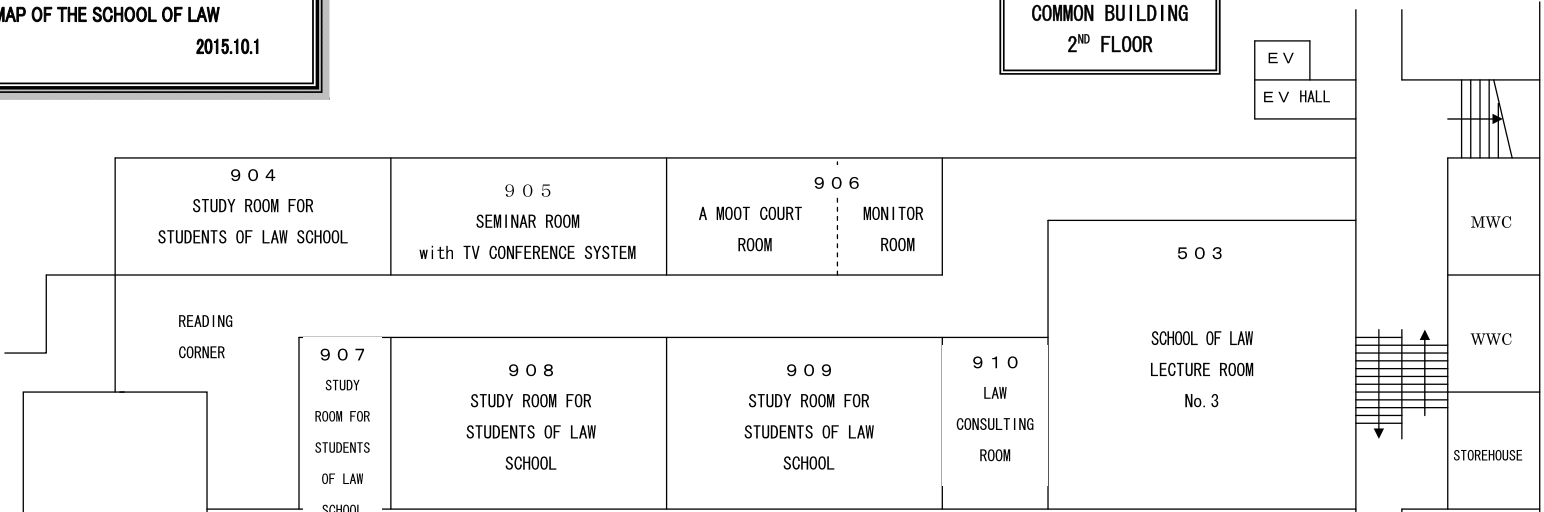 MAP OF THE SCHOOL OF LAW
2015.10.1
COMMON BUILDING
2ND FLOOR
ＥＶ
ＥＶ HALL
９０４
STUDY ROOM FOR
STUDENTS OF LAW SCHOOL
９０５
SEMINAR ROOM
with TV CONFERENCE SYSTEM
９０６
A MOOT COURT
ROOM
MONITOR
ROOM
５０３
SCHOOL OF LAW
LECTURE ROOM
No.3
MWC
WWC
STOREHOUSE
READING
CORNER
９０７
STUDY
ROOM FOR
STUDENTS
OF LAW
SCHOOL
９０８
STUDY ROOM FOR
STUDENTS OF LAW
SCHOOL
９０９
STUDY ROOM FOR
STUDENTS OF LAW
SCHOOL
９１０
LAW
CONSULTING
ROOM